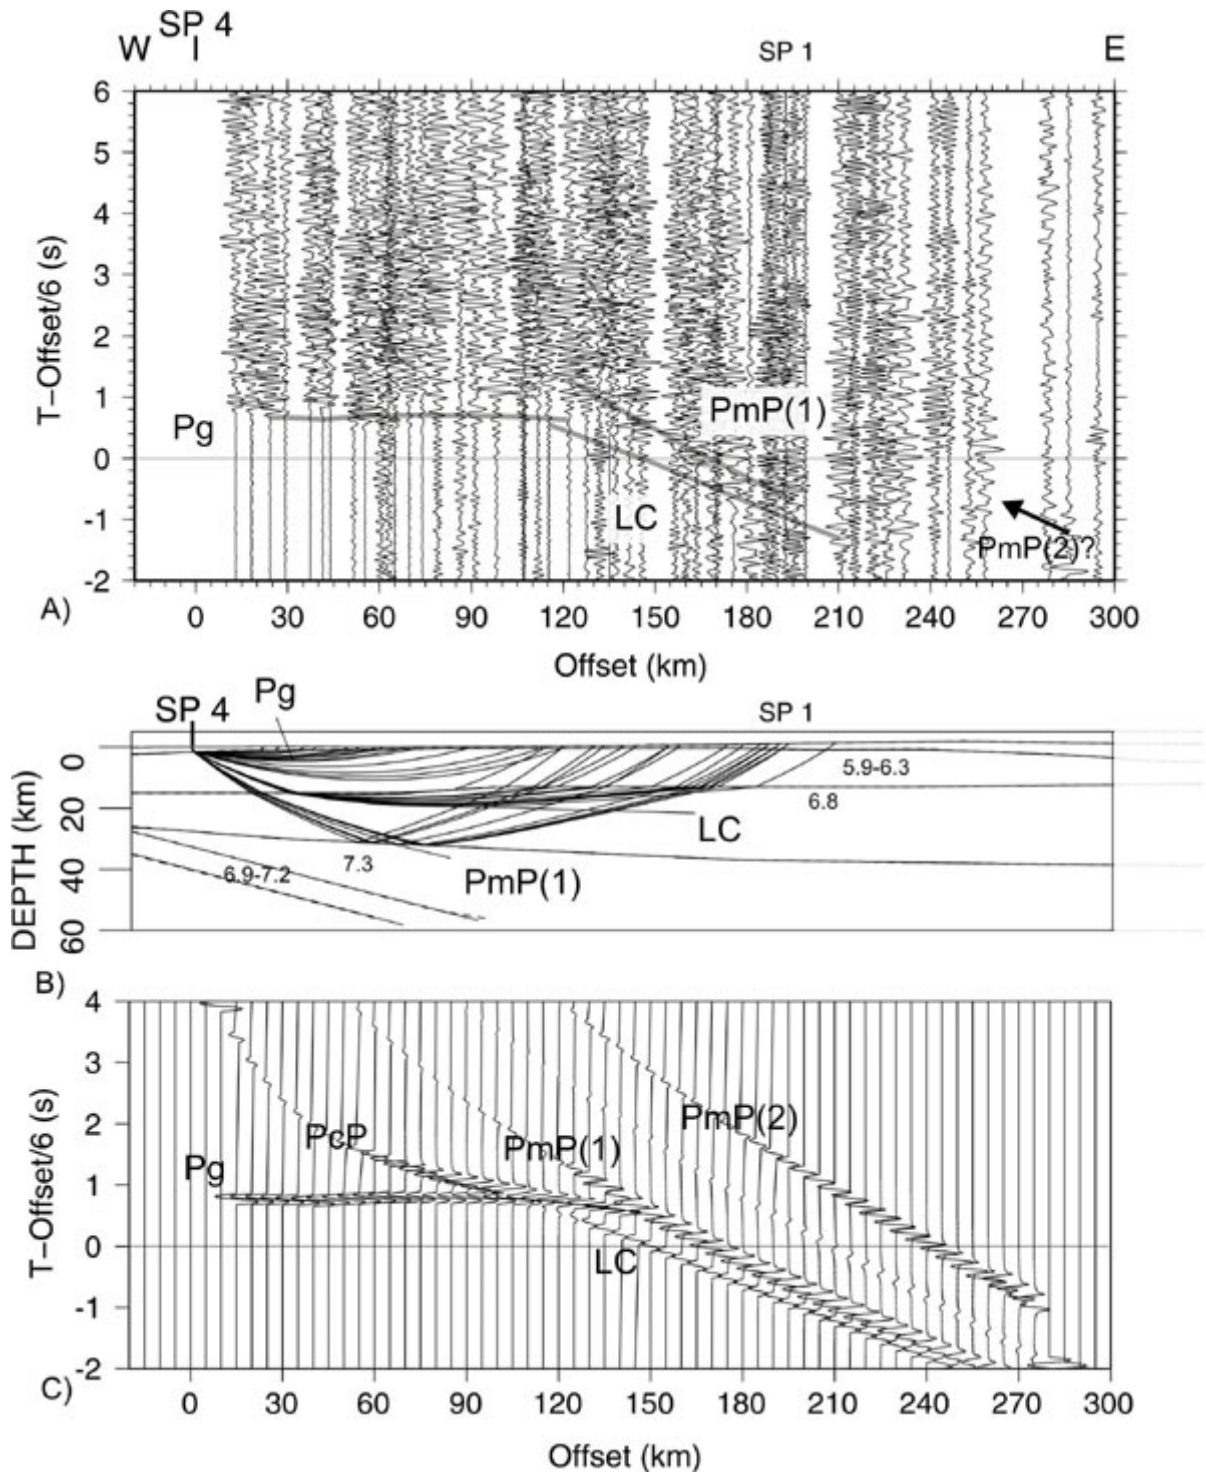 SP 4
W SP 1 E
6
5
4
3
2
1
0
-1
-2
T-Offset/6 (s)
Pg
PmP(1)
LC
PmP(2)?
A)
0 30 60 90 120 150 180 210 240 270 300
Offset (km)
SP 4 Pg SP 1
0
20
40
60
DEPTH (km)
5.9-6.3
6.8
LC
7.3
6.9-7.2
PmP(1)
B)
4
3
2
1
0
-1
-2
T-Offset/6 (s)
PcP
PmP(1)
PmP(2)
Pg
LC
C)
0 30 60 90 120 150 180 210 240 270 300
Offset (km)